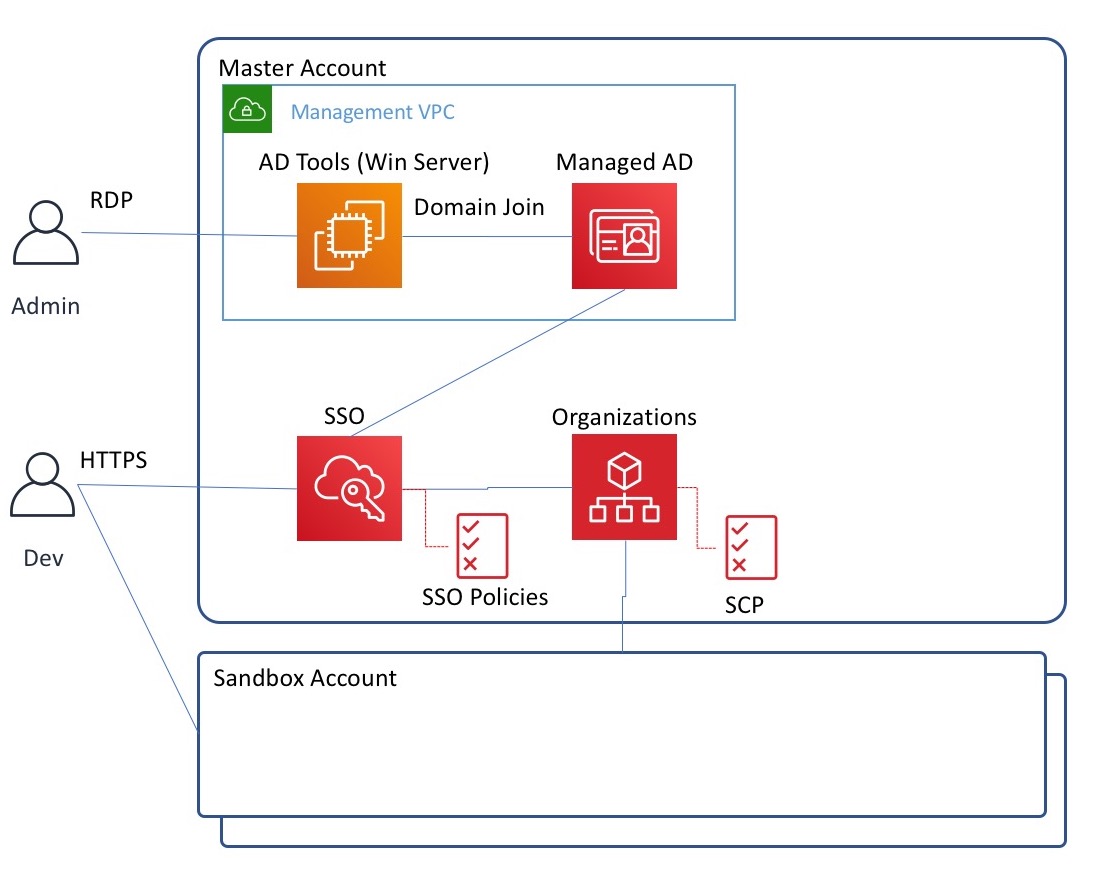 Master Account
Management VPC
AD Tools (Win Server)
Managed AD
RDP
Domain Join
Admin
SSO
Organizations
HTTPS
Dev
SSO Policies
SCP
Sandbox Account